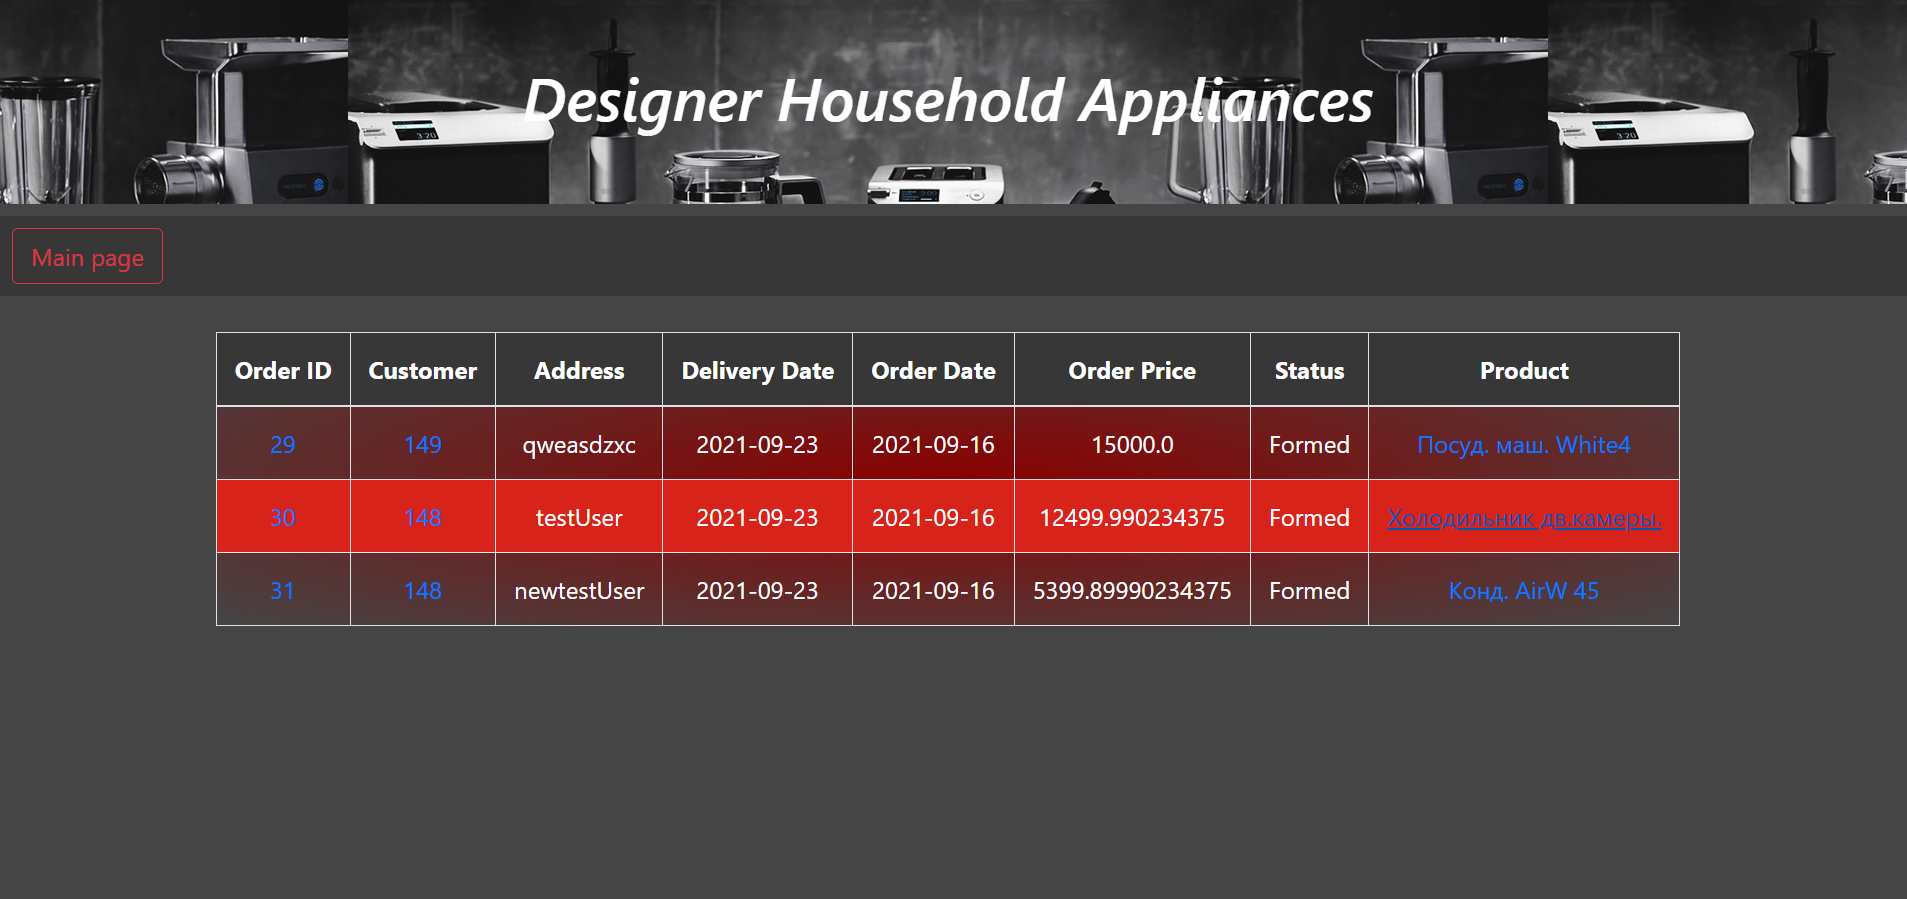 Designer Household Appliances
Main page
Order ID Customer Address Delivery Date Order Date Order Price Status Product
29 149 qweasdzxc 2021-09-23 2021-09-16 15000.0 Formed Посуд. маш. White4
30 148 testUser 2021-09-23 2021-09-16 12499.990234375 Formed Холодильник дв.камеры.
31 148 newtestUser 2021-09-23 2021-09-16 5399.89990234375 Formed Конд. AirW 45